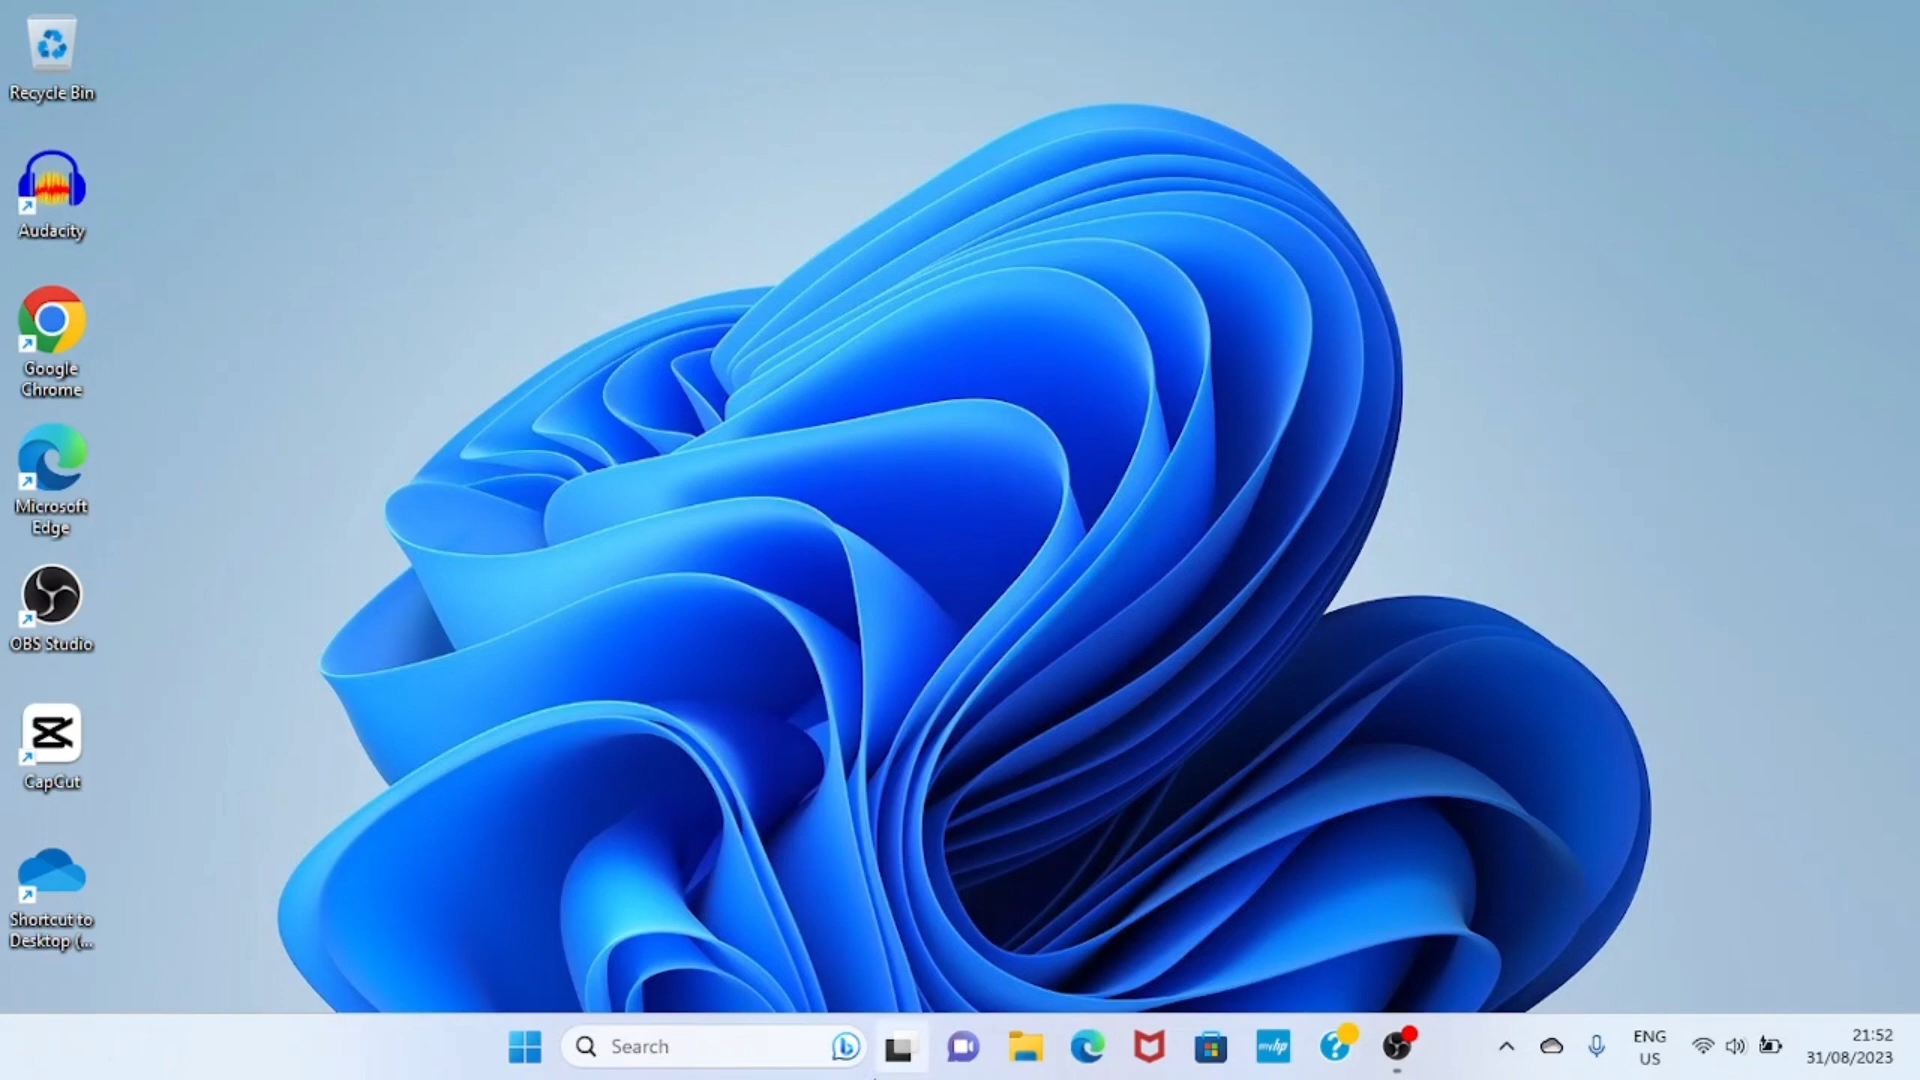 Recycle Bin
Audacity
Google
Chrome
Microsoft
Edge
OBS Studio
CapCut
Shortcut to
Desktop (...
Search
myhp
ENG
US
21:52
31/08/2023